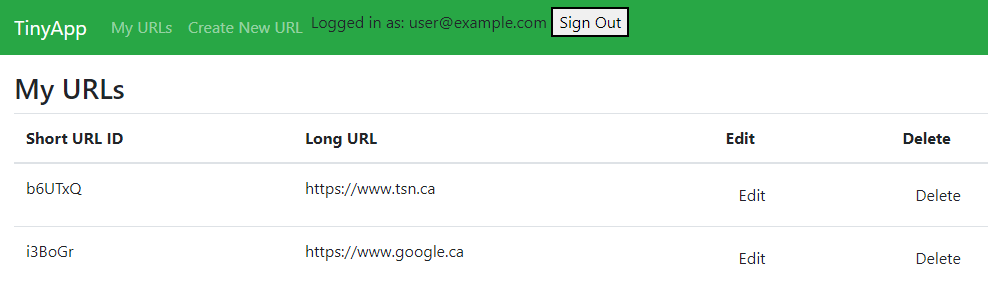 TinyApp My URLs Create New URL Logged in as: user@example.com Sign Out
My URLs
Short URL ID Long URL Edit Delete
b6UTxQ https://www.tsn.ca Edit Delete
i3BoGr https://www.google.ca Edit Delete